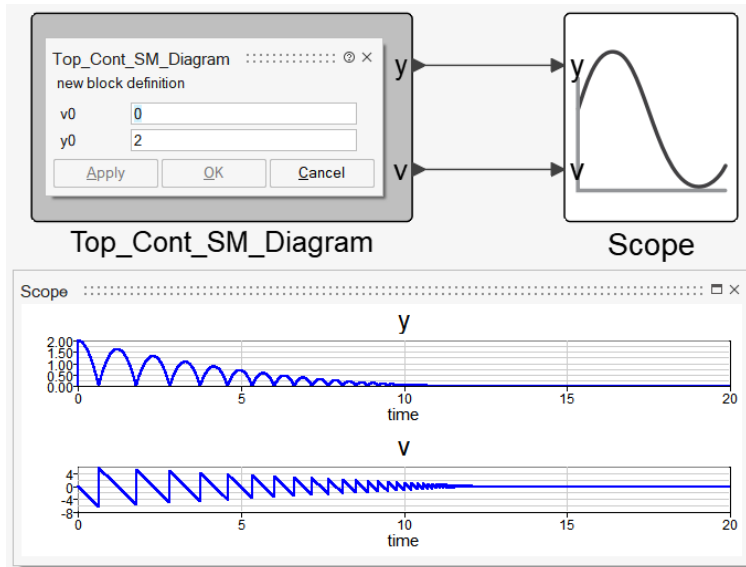 Top_Cont_SM_Diagram
new block definition
v0 0
y0 2
Apply OK Cancel
y
v
y
v
Top_Cont_SM_Diagram
Scope
Scope
y
2.00
1.50
1.00
0.50
0.00
0 5 10 15 20
time
v
4
0
-4
-8
0 5 10 15 20
time